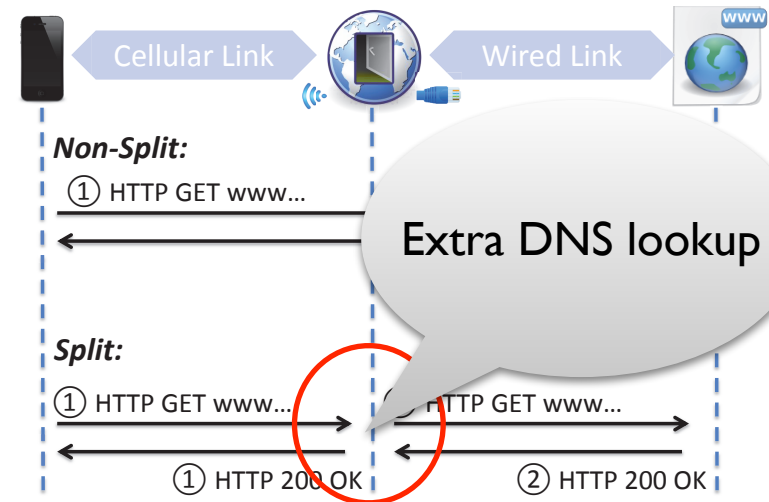 Cellular Link
Wired Link
www
Non-Split:
① HTTP GET www...
Extra DNS lookup
Split:
① HTTP GET www...
HTTP GET www...
① HTTP 200 OK
② HTTP 200 OK